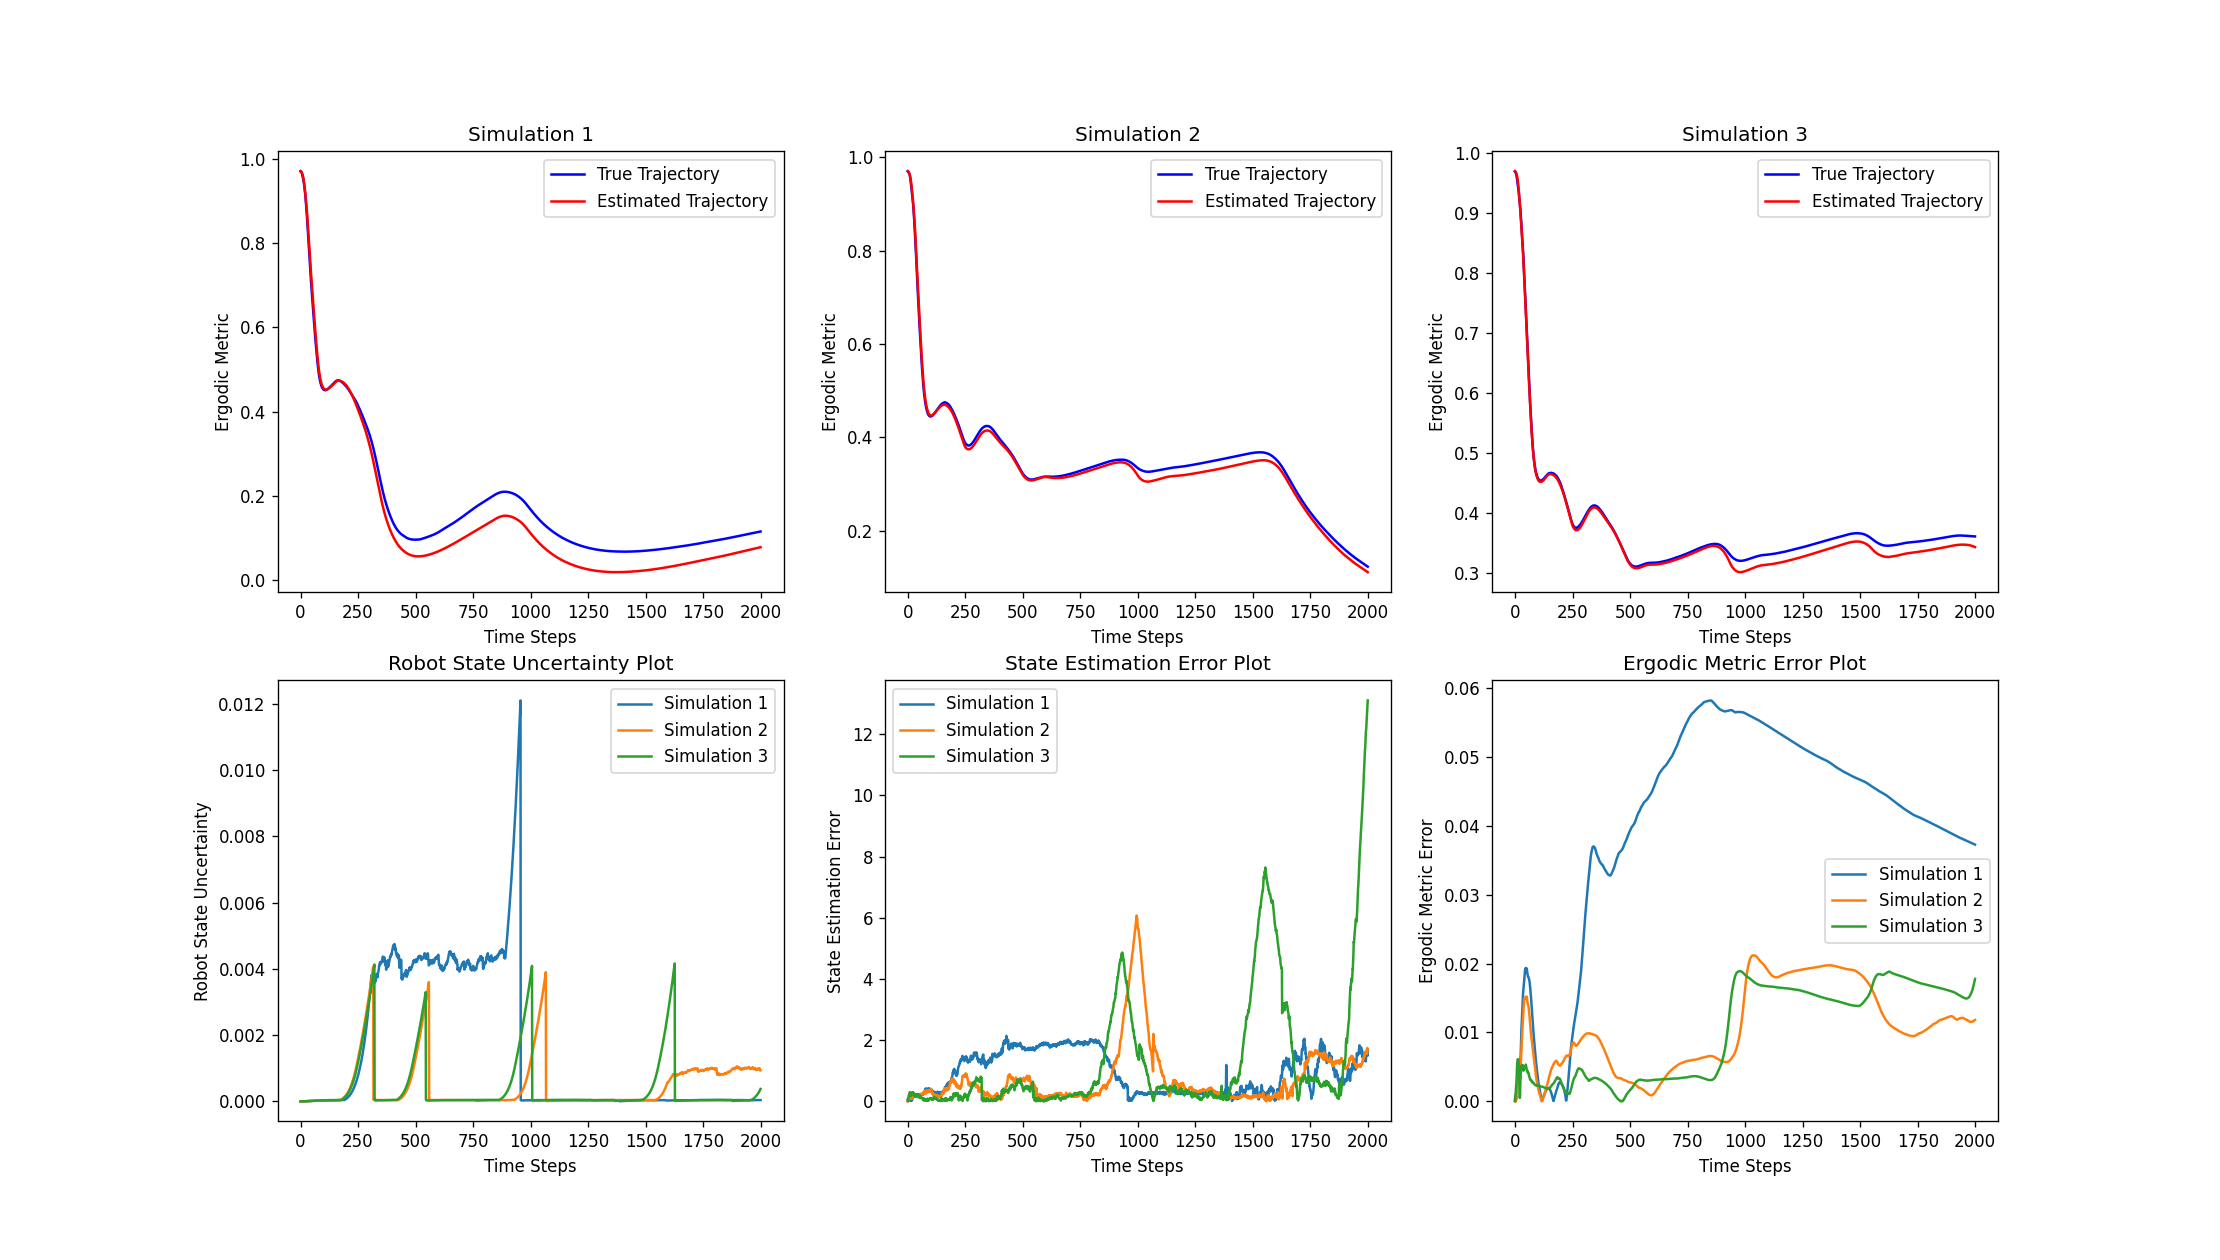 Simulation 1
True Trajectory
Estimated Trajectory
Ergodic Metric
1.0
0.8
0.6
0.4
0.2
0.0
0 250 500 750 1000 1250 1500 1750 2000
Time Steps
Simulation 2
True Trajectory
Estimated Trajectory
Ergodic Metric
1.0
0.8
0.6
0.4
0.2
0 250 500 750 1000 1250 1500 1750 2000
Time Steps
Simulation 3
True Trajectory
Estimated Trajectory
Ergodic Metric
1.0
0.9
0.8
0.7
0.6
0.5
0.4
0.3
0 250 500 750 1000 1250 1500 1750 2000
Time Steps
Robot State Uncertainty Plot
Simulation 1
Simulation 2
Simulation 3
Robot State Uncertainty
0.012
0.010
0.008
0.006
0.004
0.002
0.000
0 250 500 750 1000 1250 1500 1750 2000
Time Steps
State Estimation Error Plot
Simulation 1
Simulation 2
Simulation 3
State Estimation Error
12
10
8
6
4
2
0
0 250 500 750 1000 1250 1500 1750 2000
Time Steps
Ergodic Metric Error Plot
Simulation 1
Simulation 2
Simulation 3
Ergodic Metric Error
0.06
0.05
0.04
0.03
0.02
0.01
0.00
0 250 500 750 1000 1250 1500 1750 2000
Time Steps